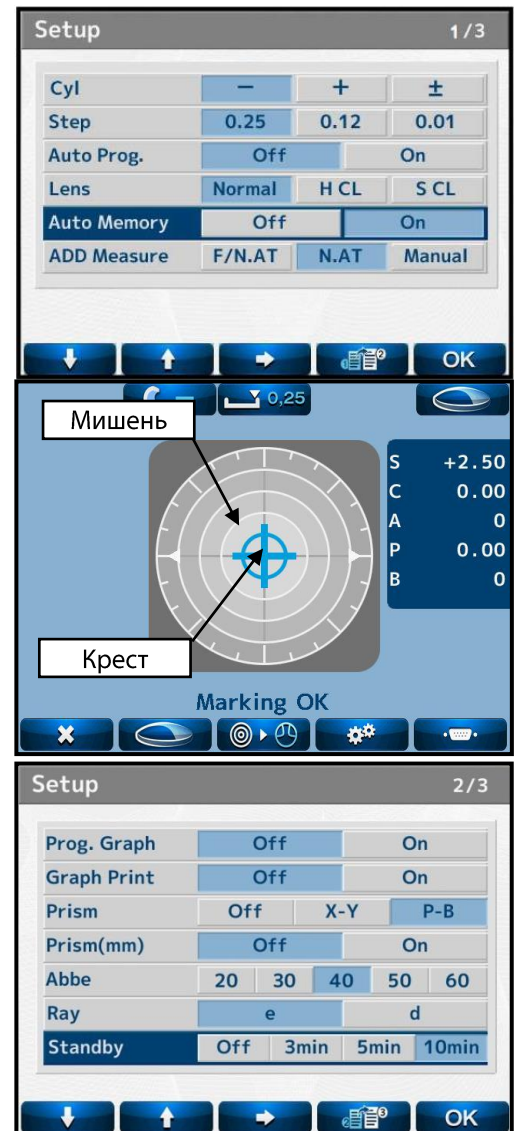 Setup 1/3
Cyl − + ±
Step 0.25 0.12 0.01
Auto Prog. Off On
Lens Normal H CL S CL
Auto Memory Off On
ADD Measure F/N.AT N.AT Manual
2 OK
− 0,25
Мишень
S +2.50
C 0.00
A 0
P 0.00
B 0
Крест
Marking OK
Setup 2/3
Prog. Graph Off On
Graph Print Off On
Prism Off X-Y P-B
Prism(mm) Off On
Abbe 20 30 40 50 60
Ray e d
Standby Off 3min 5min 10min
2 3 OK